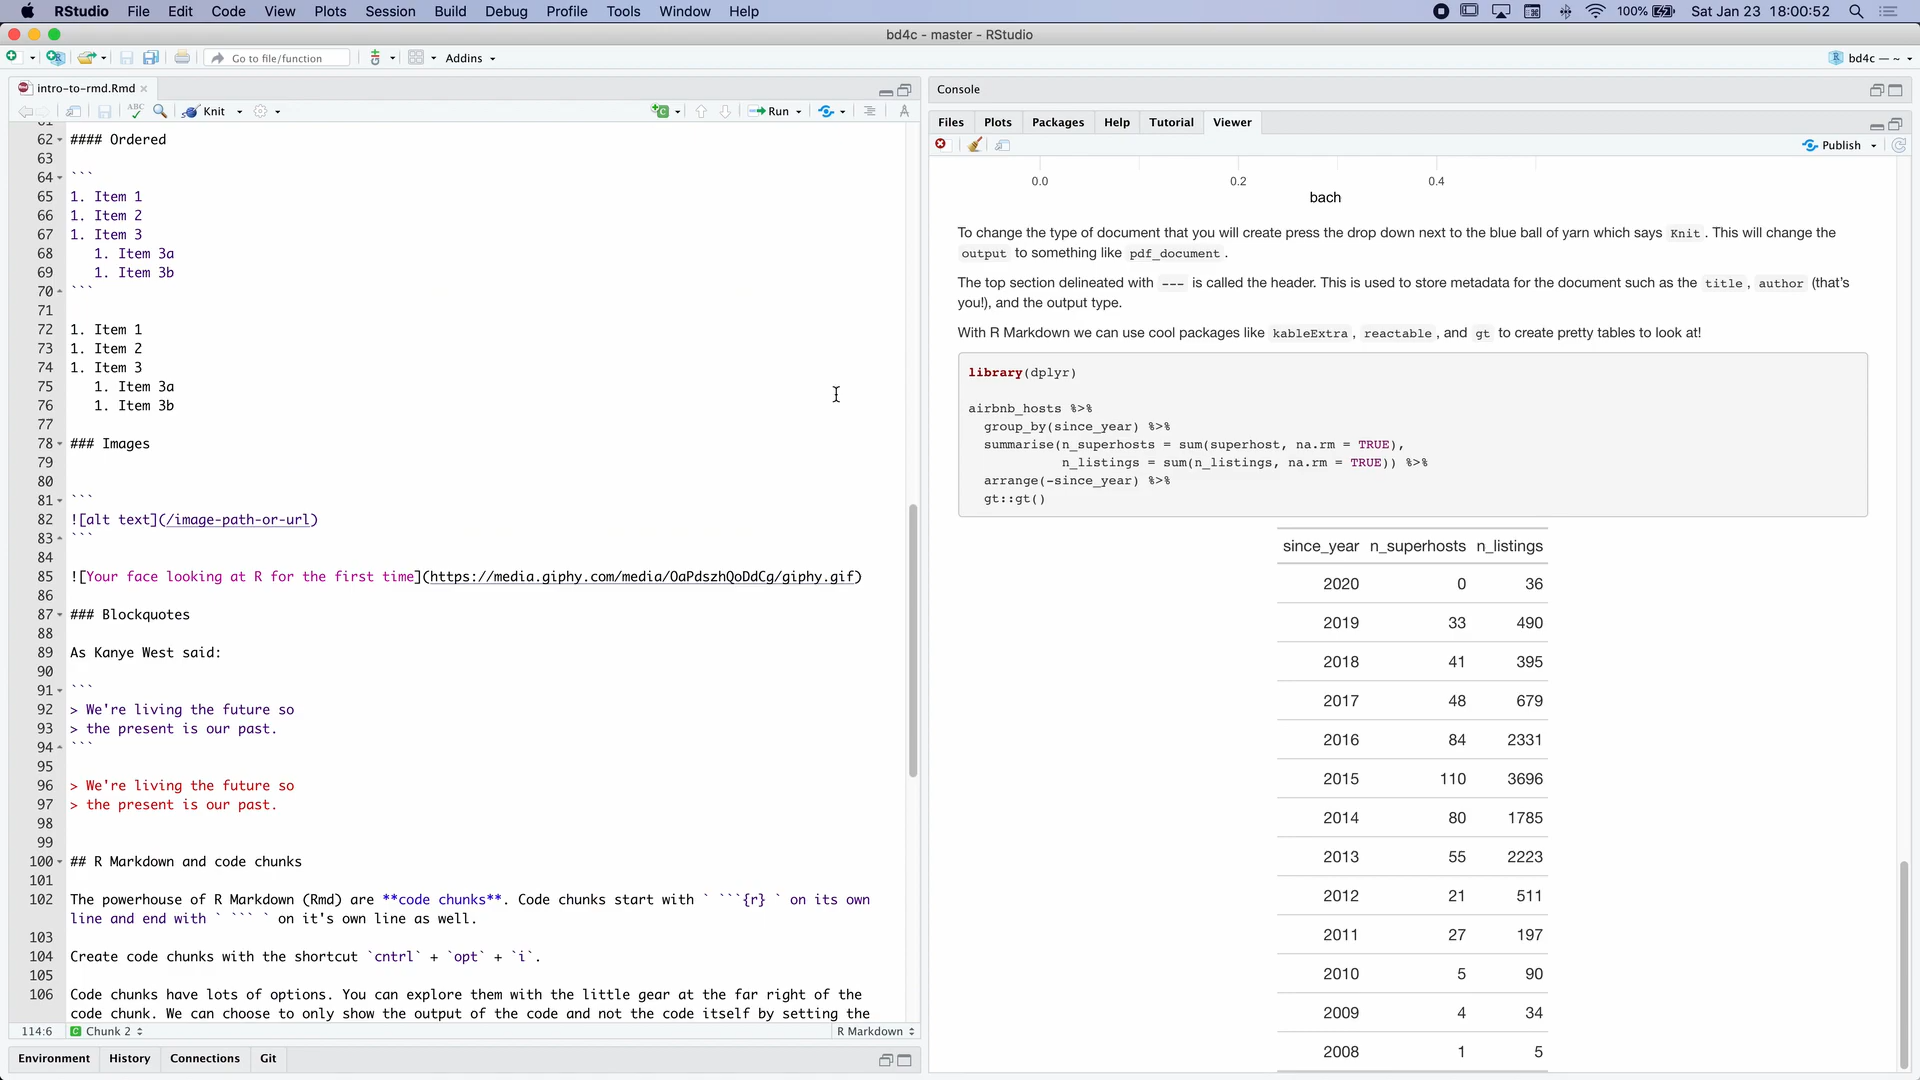 RStudio File Edit Code View Plots Session Build Debug Profile Tools Window Help 100% Sat Jan 23 18:00:52
bd4c - master - RStudio
Go to file/function Addins bd4c — ~
intro-to-rmd.Rmd
ABC Knit Run
61
62 #### Ordered
63
64 ```
65 1. Item 1
66 1. Item 2
67 1. Item 3
68 1. Item 3a
69 1. Item 3b
70 ```
71
72 1. Item 1
73 1. Item 2
74 1. Item 3
75 1. Item 3a
76 1. Item 3b
77
78 ### Images
79
80
81 ```
82 ![alt text](/image-path-or-url)
83 ```
84
85 ![Your face looking at R for the first time](https://media.giphy.com/media/OaPdszhQoDdCg/giphy.gif)
86
87 ### Blockquotes
88
89 As Kanye West said:
90
91 ```
92 > We're living the future so
93 > the present is our past.
94 ```
95
96 > We're living the future so
97 > the present is our past.
98
99
100 ## R Markdown and code chunks
101
102 The powerhouse of R Markdown (Rmd) are **code chunks**. Code chunks start with ` ```{r} ` on its own
line and end with ` ``` ` on it's own line as well.
103
104 Create code chunks with the shortcut `cntrl` + `opt` + `i`.
105
106 Code chunks have lots of options. You can explore them with the little gear at the far right of the
code chunk. We can choose to only show the output of the code and not the code itself by setting the
114:6 Chunk 2 R Markdown
Environment History Connections Git
Console
Files Plots Packages Help Tutorial Viewer
Publish
0.0 0.2 0.4
bach
To change the type of document that you will create press the drop down next to the blue ball of yarn which says Knit. This will change the
output to something like pdf_document.
The top section delineated with --- is called the header. This is used to store metadata for the document such as the title, author (that's
you!), and the output type.
With R Markdown we can use cool packages like kableExtra, reactable, and gt to create pretty tables to look at!
library(dplyr)
airbnb_hosts %>%
group_by(since_year) %>%
summarise(n_superhosts = sum(superhost, na.rm = TRUE),
n_listings = sum(n_listings, na.rm = TRUE)) %>%
arrange(-since_year) %>%
gt::gt()
since_year n_superhosts n_listings
2020 0 36
2019 33 490
2018 41 395
2017 48 679
2016 84 2331
2015 110 3696
2014 80 1785
2013 55 2223
2012 21 511
2011 27 197
2010 5 90
2009 4 34
2008 1 5